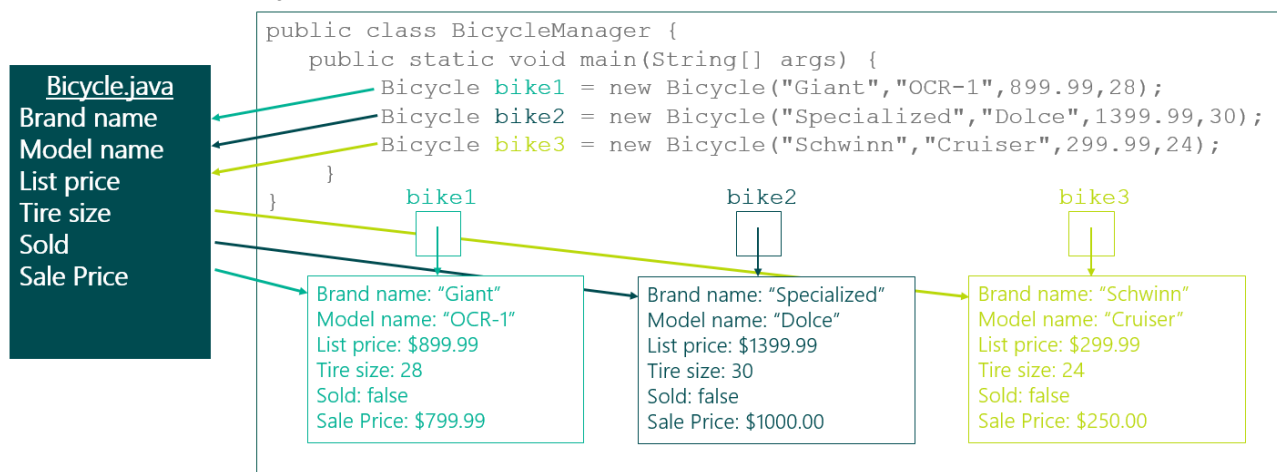 public class BicycleManager {
public static void main(String[] args) {
Bicycle bike1 = new Bicycle("Giant","OCR-1",899.99,28);
Bicycle bike2 = new Bicycle("Specialized","Dolce",1399.99,30);
Bicycle bike3 = new Bicycle("Schwinn","Cruiser",299.99,24);
}
}
Bicycle.java
Brand name
Model name
List price
Tire size
Sold
Sale Price
bike1
Brand name: “Giant”
Model name: “OCR-1”
List price: $899.99
Tire size: 28
Sold: false
Sale Price: $799.99
bike2
Brand name: “Specialized”
Model name: “Dolce”
List price: $1399.99
Tire size: 30
Sold: false
Sale Price: $1000.00
bike3
Brand name: “Schwinn”
Model name: “Cruiser”
List price: $299.99
Tire size: 24
Sold: false
Sale Price: $250.00